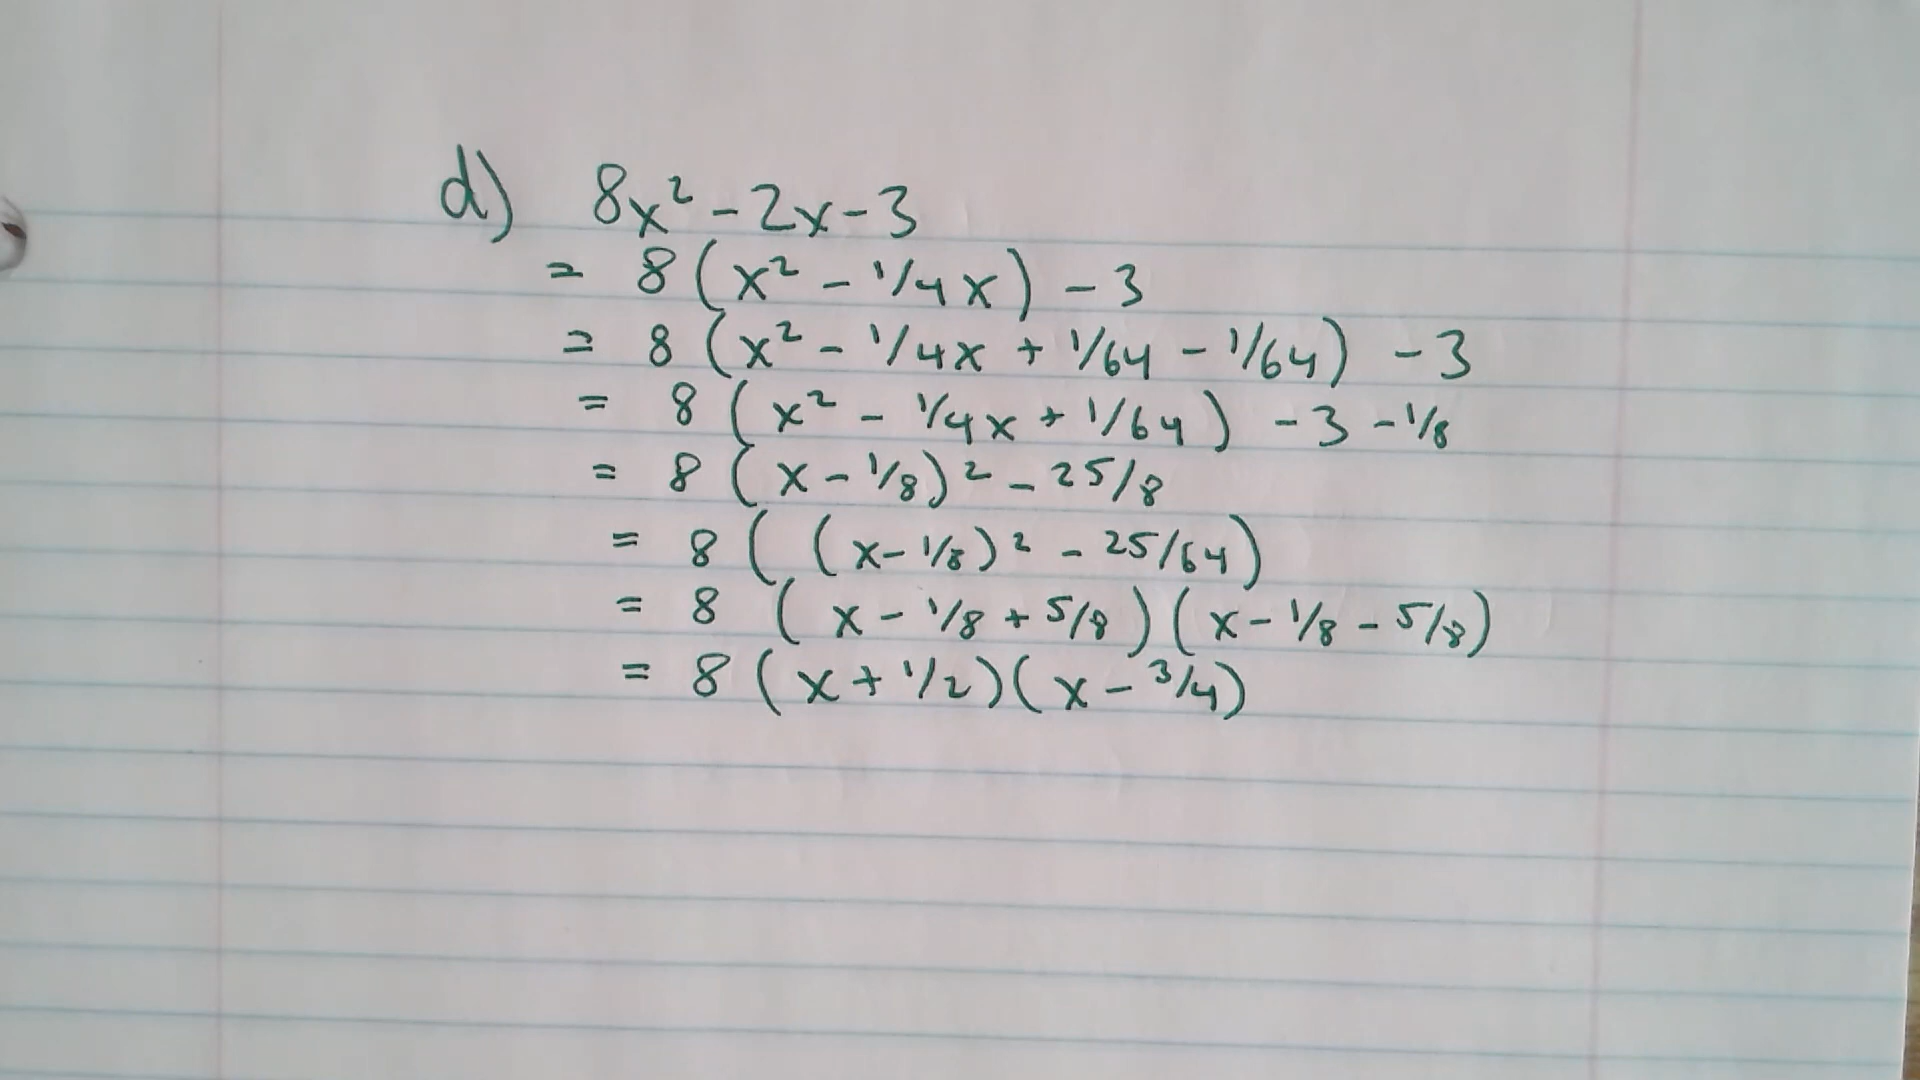 d) 8x² - 2x - 3
= 8 (x² - 1/4 x) - 3
= 8 (x² - 1/4x + 1/64 - 1/64) - 3
= 8 (x² - 1/4x + 1/64) - 3 - 1/8
= 8 (x - 1/8)² - 25/8
= 8 ( (x - 1/8)² - 25/64)
= 8 (x - 1/8 + 5/8)(x - 1/8 - 5/8)
= 8 (x + 1/2)(x - 3/4)